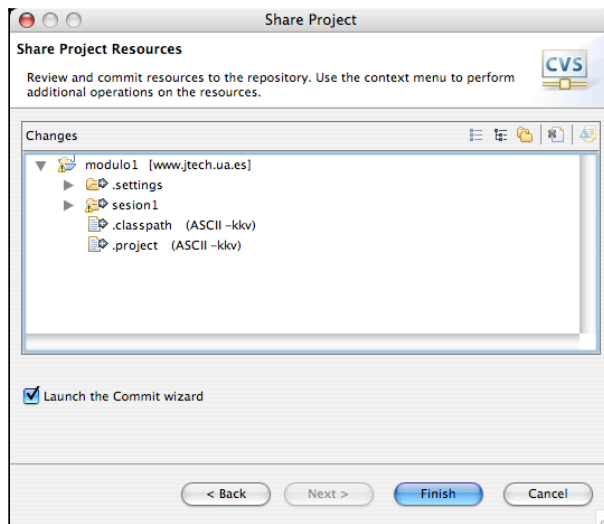 Share Project
Share Project Resources
Review and commit resources to the repository. Use the context menu to perform
additional operations on the resources.
CVS
Changes
modulo1 [www.jtech.ua.es]
.settings
sesion1
.classpath (ASCII -kkv)
.project (ASCII -kkv)
Launch the Commit wizard
< Back Next > Finish Cancel